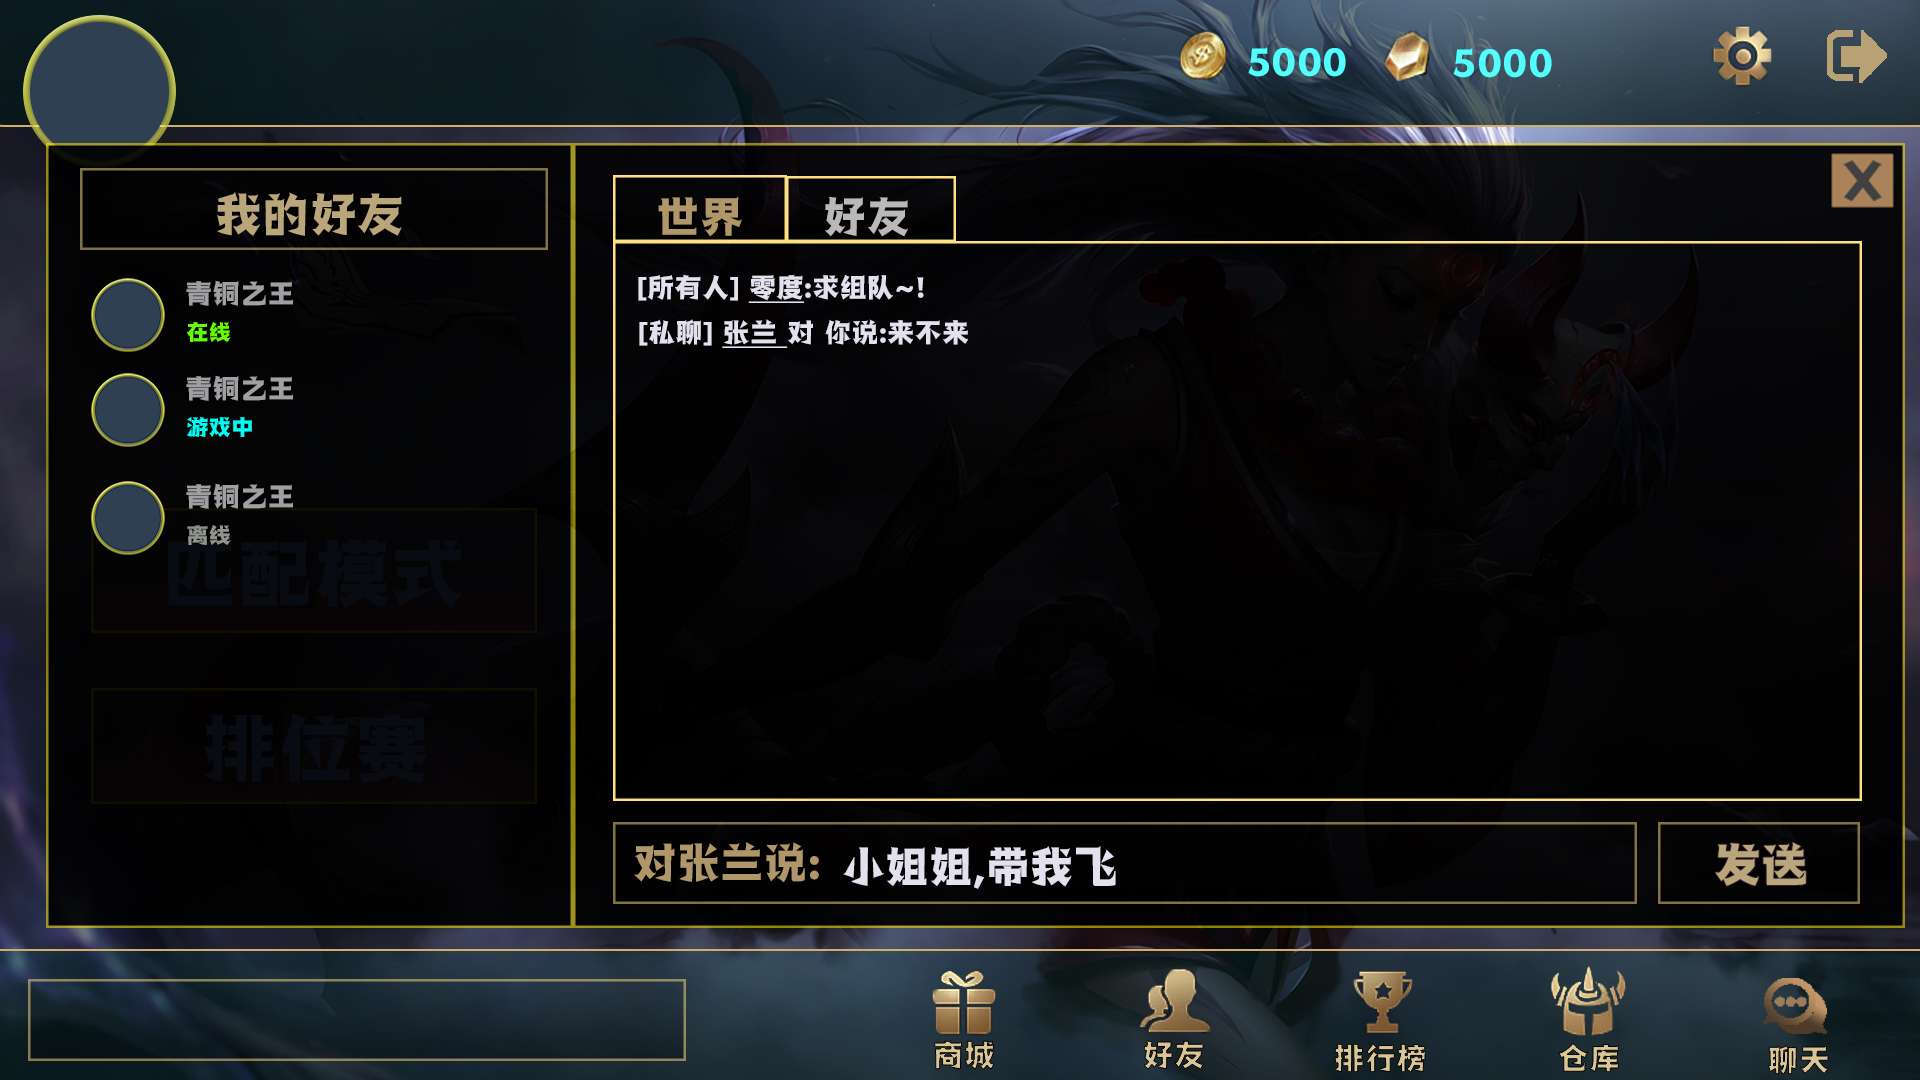 5000
5000
我的好友
青铜之王
在线
青铜之王
游戏中
青铜之王
离线
匹配模式
排位赛
世界
好友
X
[所有人] 零度:求组队~!
[私聊] 张兰 对 你说:来不来
对张兰说: 小姐姐,带我飞
发送
商城
好友
排行榜
仓库
聊天